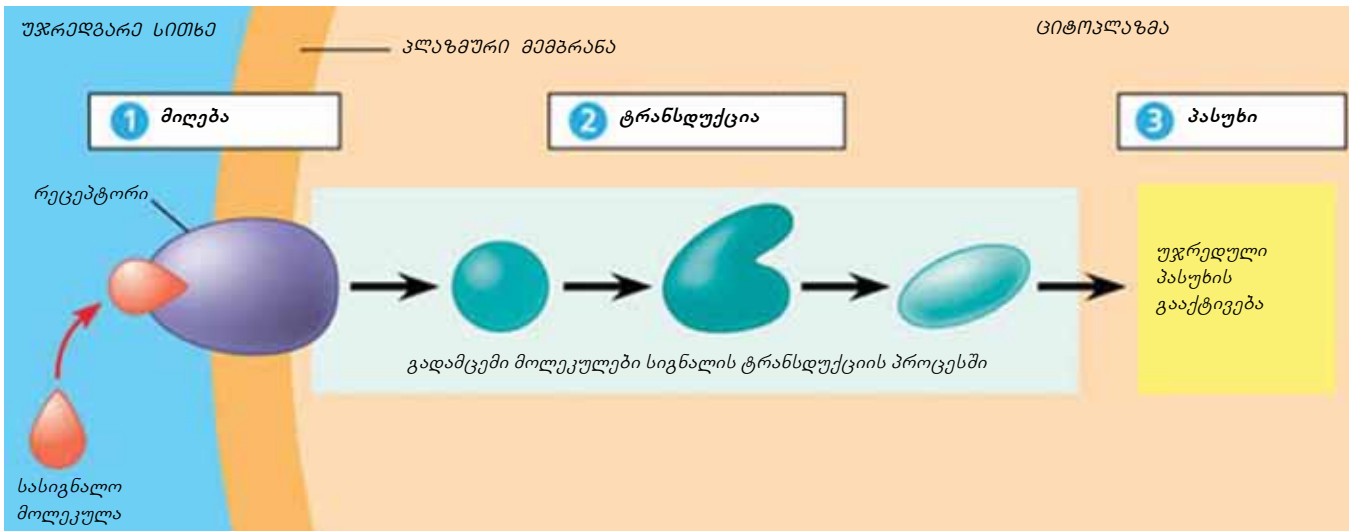 უჯრედგარე სითხე
პლაზმური მემბრანა
ციტოპლაზმა
1 მიღება
2 ტრანსდუქცია
3 პასუხი
რეცეპტორი
უჯრედული
პასუხის
გააქტივება
გადამცემი მოლეკულები სიგნალის ტრანსდუქციის პროცესში
სასიგნალო
მოლეკულა